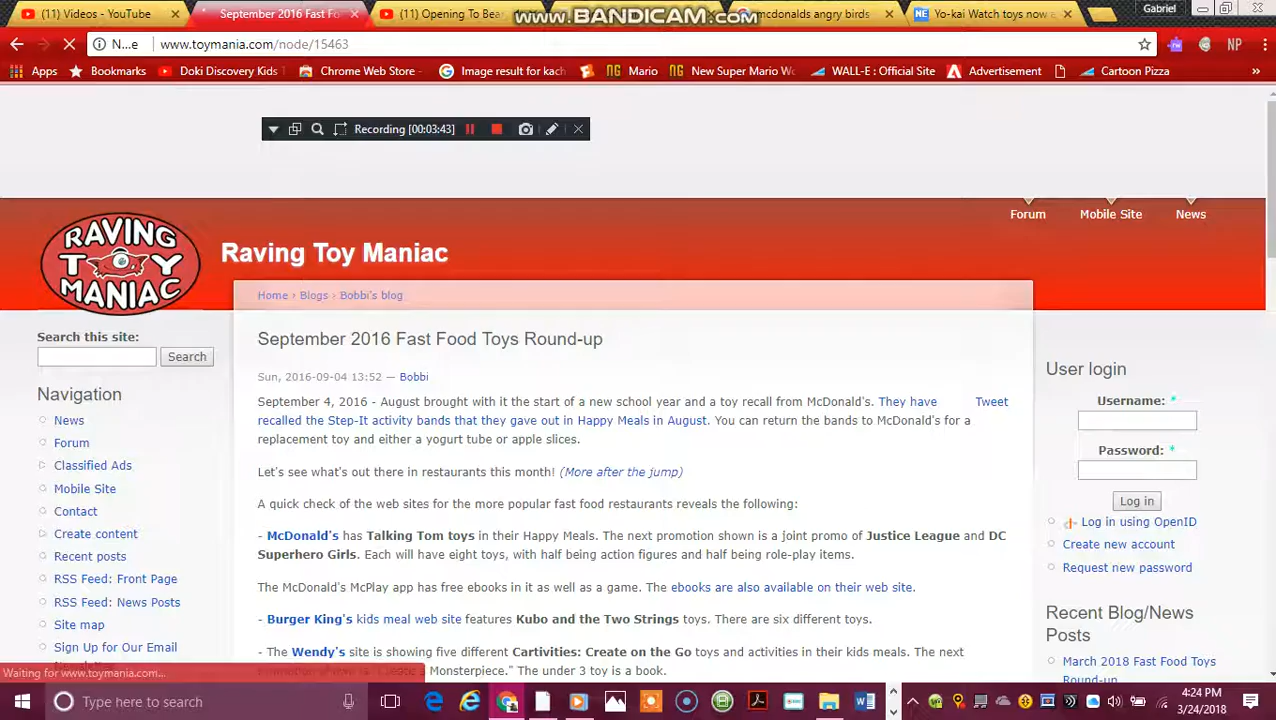 (11) Videos - YouTube
September 2016 Fast Fo
(11) Opening To Bea
www.BANDICAM.com
mcdonalds angry birds
Yo-kai Watch toys now
Gabriel
www.toymania.com/node/15463
NP
Apps
Bookmarks
Doki Discovery Kids
Chrome Web Store -
Image result for kach
Mario
New Super Mario Wo
WALL-E : Official Site
Advertisement
Cartoon Pizza
»
Recording [00:03:43]
Forum
Mobile Site
News
RAVING
TOY
MANIAC
Raving Toy Maniac
Home › Blogs › Bobbi's blog
Search this site:
Search
Navigation
News
Forum
Classified Ads
Mobile Site
Contact
Create content
Recent posts
RSS Feed: Front Page
RSS Feed: News Posts
Site map
Sign Up for Our Email
September 2016 Fast Food Toys Round-up
Sun, 2016-09-04 13:52 — Bobbi
Tweet
September 4, 2016 - August brought with it the start of a new school year and a toy recall from McDonald's. They have
recalled the Step-It activity bands that they gave out in Happy Meals in August. You can return the bands to McDonald's for a
replacement toy and either a yogurt tube or apple slices.
Let's see what's out there in restaurants this month! (More after the jump)
A quick check of the web sites for the more popular fast food restaurants reveals the following:
- McDonald's has Talking Tom toys in their Happy Meals. The next promotion shown is a joint promo of Justice League and DC
Superhero Girls. Each will have eight toys, with half being action figures and half being role-play items.
The McDonald's McPlay app has free ebooks in it as well as a game. The ebooks are also available on their web site.
- Burger King's kids meal web site features Kubo and the Two Strings toys. There are six different toys.
- The Wendy's site is showing five different Cartivities: Create on the Go toys and activities in their kids meals. The next
Monsterpiece." The under 3 toy is a book.
User login
Username: *
Password: *
Log in
Log in using OpenID
Create new account
Request new password
Recent Blog/News
Posts
March 2018 Fast Food Toys
Round-up
Waiting for www.toymania.com...
Type here to search
4:24 PM
3/24/2018